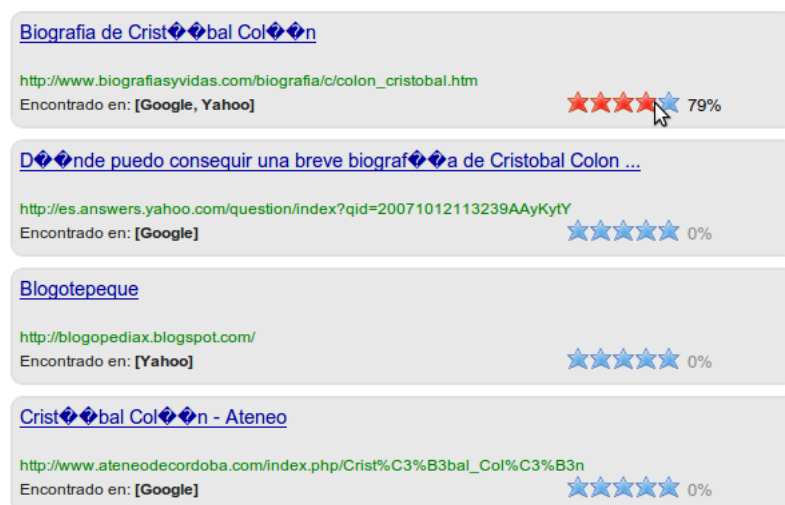 Biografia de Crist��bal Col��n
http://www.biografiasyvidas.com/biografia/c/colon_cristobal.htm
Encontrado en: [Google, Yahoo] 79%
D��nde puedo consequir una breve biograf��a de Cristobal Colon ...
http://es.answers.yahoo.com/question/index?qid=20071012113239AAyKytY
Encontrado en: [Google] 0%
Blogotepeque
http://blogopediax.blogspot.com/
Encontrado en: [Yahoo] 0%
Crist��bal Col��n - Ateneo
http://www.ateneodecordoba.com/index.php/Crist%C3%B3bal_Col%C3%B3n
Encontrado en: [Google] 0%